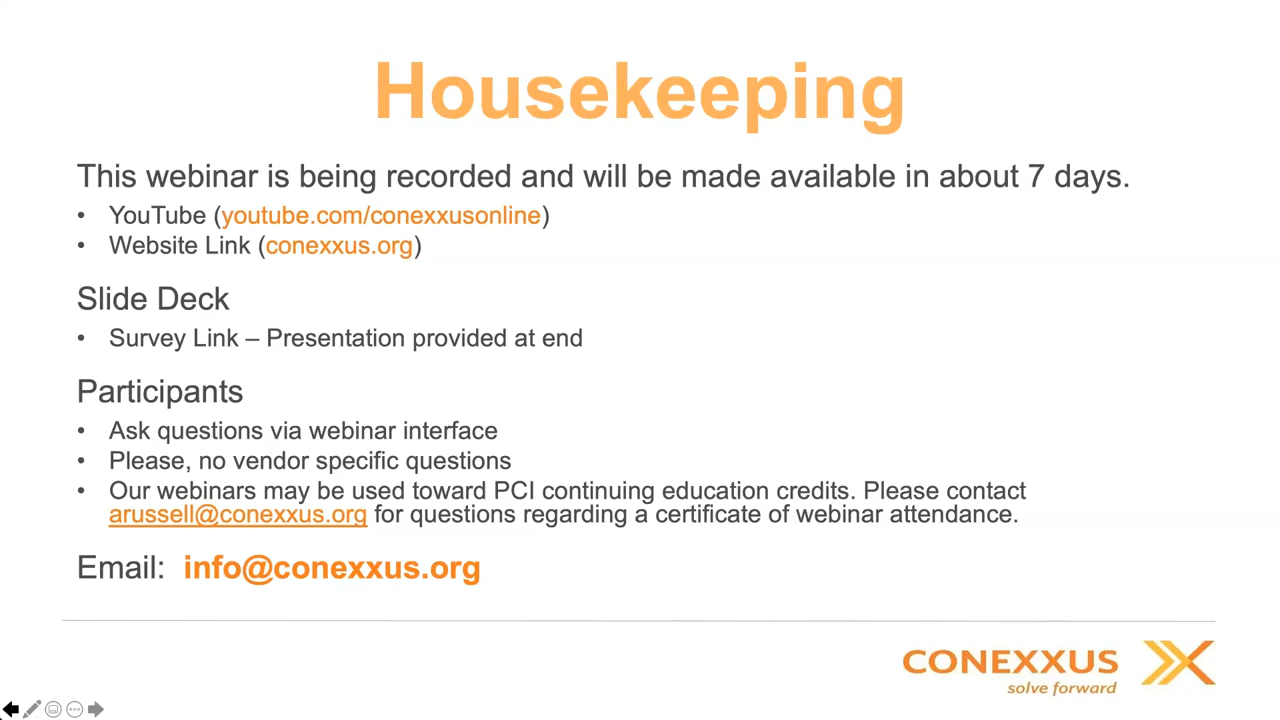 Housekeeping
This webinar is being recorded and will be made available in about 7 days.
• YouTube (youtube.com/conexxusonline)
• Website Link (conexxus.org)
Slide Deck
• Survey Link – Presentation provided at end
Participants
• Ask questions via webinar interface
• Please, no vendor specific questions
• Our webinars may be used toward PCI continuing education credits. Please contact
arussell@conexxus.org for questions regarding a certificate of webinar attendance.
Email: info@conexxus.org
CONEXXUS
solve forward